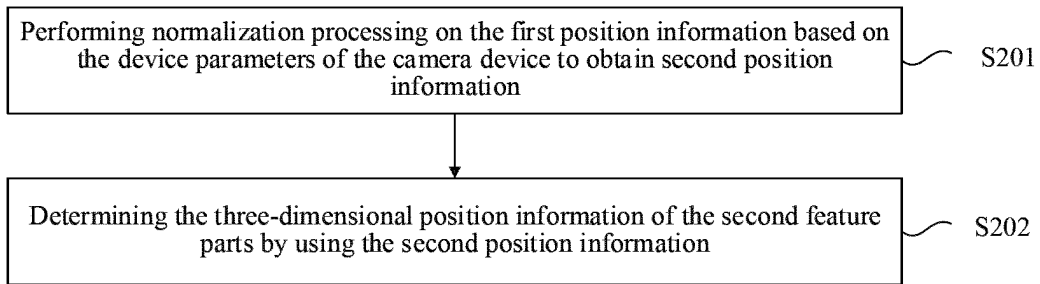 Performing normalization processing on the first position information based on
the device parameters of the camera device to obtain second position
information
S201
Determining the three-dimensional position information of the second feature
parts by using the second position information
S202